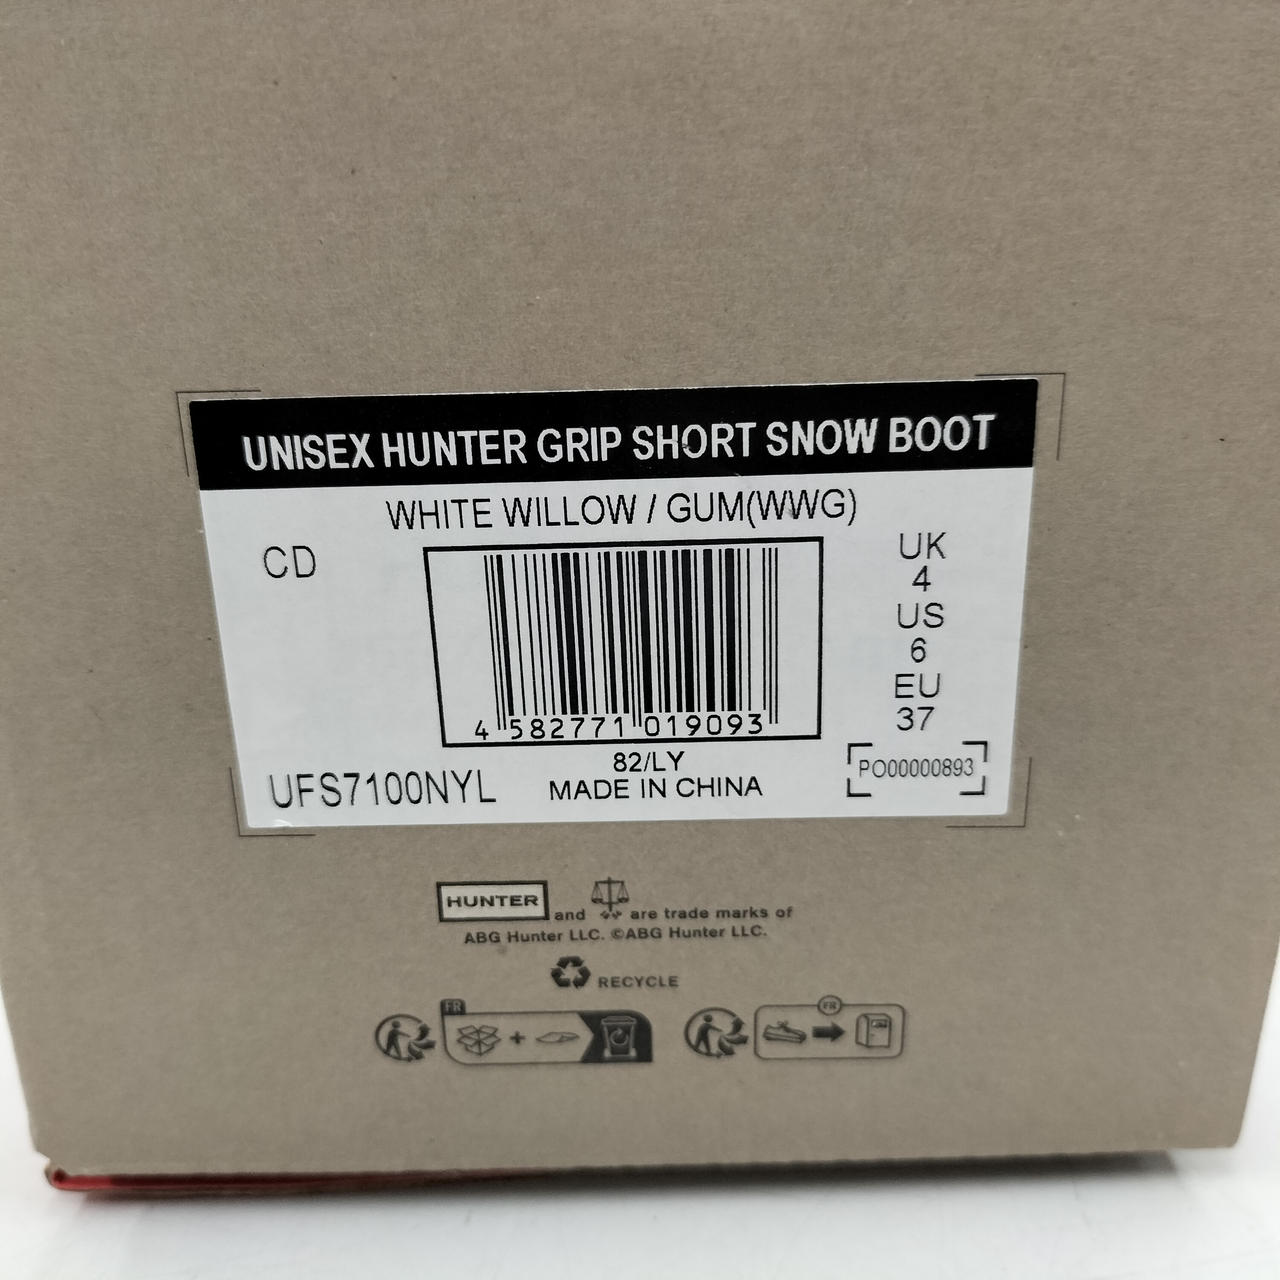 UNISEX HUNTER GRIP SHORT SNOW BOOT
WHITE WILLOW / GUM(WWG)
CD
UK
4
US
6
EU
37
4 582771 019093
82/LY
MADE IN CHINA
UFS7100NYL
PO00000893
HUNTER and are trade marks of
ABG Hunter LLC. ©ABG Hunter LLC.
RECYCLE
FR
+
FR